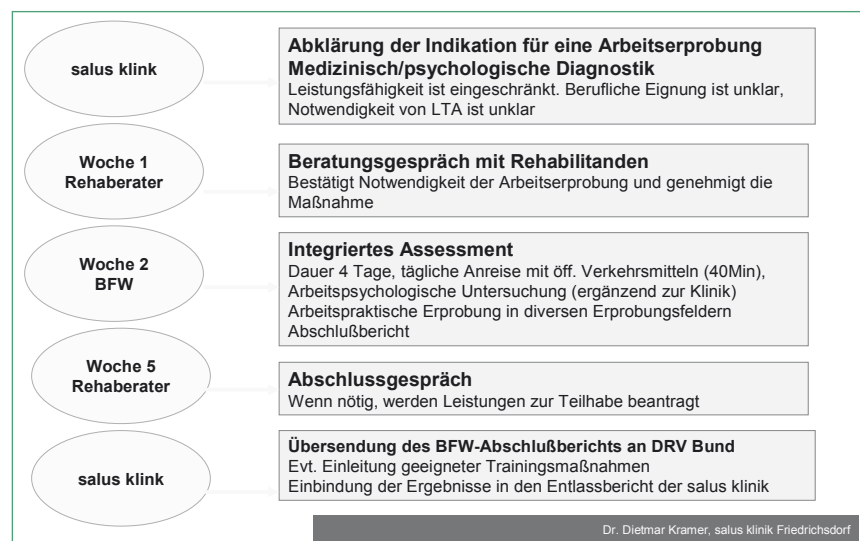 salus klink
Abklärung der Indikation für eine Arbeitserprobung
Medizinisch/psychologische Diagnostik
Leistungsfähigkeit ist eingeschränkt. Berufliche Eignung ist unklar,
Notwendigkeit von LTA ist unklar
Woche 1
Rehaberater
Beratungsgespräch mit Rehabilitanden
Bestätigt Notwendigkeit der Arbeitserprobung und genehmigt die
Maßnahme
Woche 2
BFW
Integriertes Assessment
Dauer 4 Tage, tägliche Anreise mit öff. Verkehrsmitteln (40Min),
Arbeitspsychologische Untersuchung (ergänzend zur Klinik)
Arbeitspraktische Erprobung in diversen Erprobungsfeldern
Abschlußbericht
Woche 5
Rehaberater
Abschlussgespräch
Wenn nötig, werden Leistungen zur Teilhabe beantragt
salus klink
Übersendung des BFW-Abschlußberichts an DRV Bund
Evt. Einleitung geeigneter Trainingsmaßnahmen
Einbindung der Ergebnisse in den Entlassbericht der salus klinik
Dr. Dietmar Kramer, salus klinik Friedrichsdorf